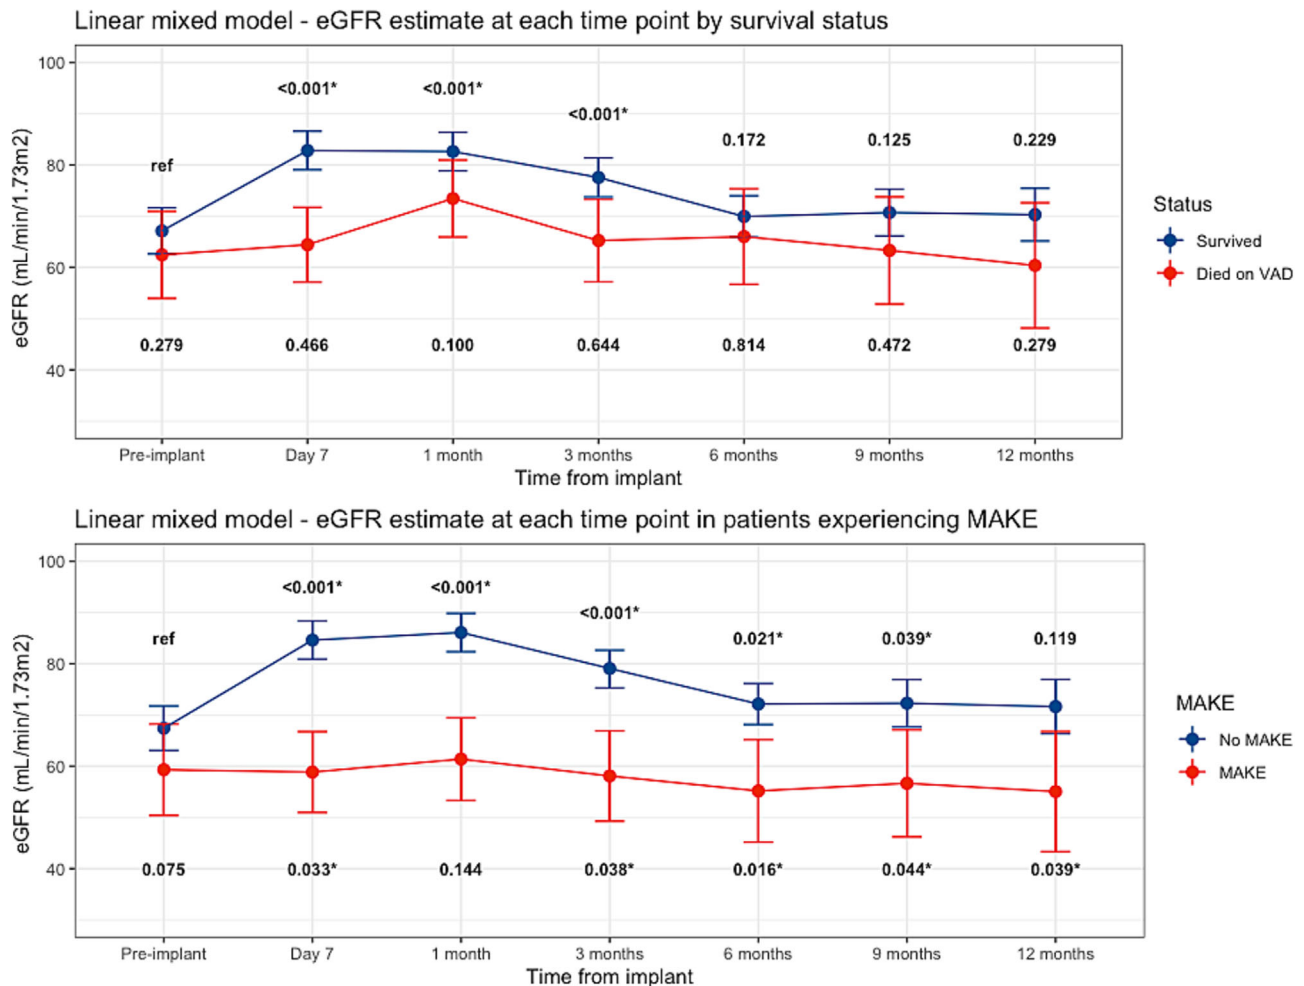 Linear mixed model - eGFR estimate at each time point by survival status
100
80
60
40
eGFR (mL/min/1.73m2)
ref
<0.001*
<0.001*
<0.001*
0.172
0.125
0.229
0.279
0.466
0.100
0.644
0.814
0.472
0.279
Pre-implant
Day 7
1 month
3 months
6 months
9 months
12 months
Time from implant
Status
Survived
Died on VAD
Linear mixed model - eGFR estimate at each time point in patients experiencing MAKE
100
80
60
40
eGFR (mL/min/1.73m2)
ref
<0.001*
<0.001*
<0.001*
0.021*
0.039*
0.119
0.075
0.033*
0.144
0.038*
0.016*
0.044*
0.039*
Pre-implant
Day 7
1 month
3 months
6 months
9 months
12 months
Time from implant
MAKE
No MAKE
MAKE